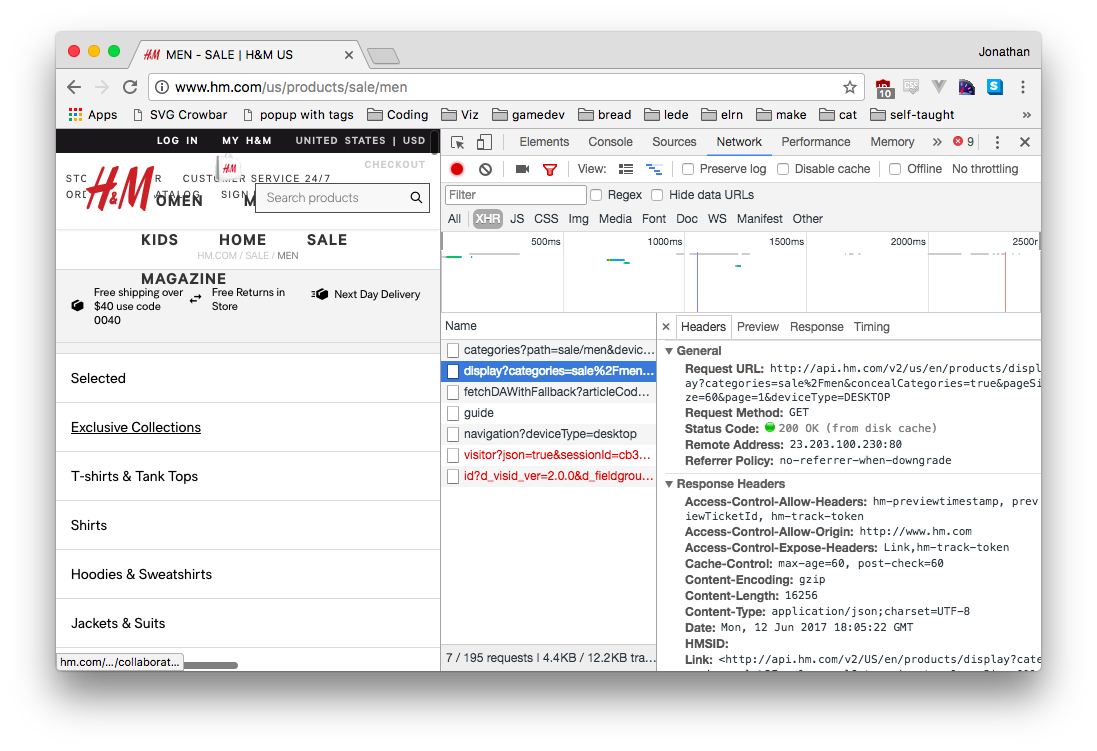 H&M MEN - SALE | H&M US
Jonathan
www.hm.com/us/products/sale/men
10 CSS S
Apps SVG Crowbar popup with tags Coding Viz gamedev bread lede elrn make cat self-taught »
LOG IN MY H&M UNITED STATES | USD
CHECKOUT
CUSTOMER SERVICE 24/7
H&M
H&M
OMEN
Search products
KIDS HOME SALE
HM.COM / SALE / MEN
MAGAZINE
Free shipping over
$40 use code
0040
Free Returns in
Store
Next Day Delivery
Selected
Exclusive Collections
T-shirts & Tank Tops
Shirts
Hoodies & Sweatshirts
Jackets & Suits
hm.com/.../collaborat...
Elements Console Sources Network Performance Memory » 9
View: Preserve log Disable cache Offline No throttling
Filter Regex Hide data URLs
All XHR JS CSS Img Media Font Doc WS Manifest Other
500ms 1000ms 1500ms 2000ms 2500r
Name
categories?path=sale/men&devic...
display?categories=sale%2Fmen...
fetchDAWithFallback?articleCod...
guide
navigation?deviceType=desktop
visitor?json=true&sessionId=cb3...
id?d_visid_ver=2.0.0&d_fieldgrou...
7 / 195 requests | 4.4KB / 12.2KB tra...
Headers Preview Response Timing
General
Request URL: http://api.hm.com/v2/us/en/products/displ
ay?categories=sale%2Fmen&concealCategories=true&pageSi
ze=60&page=1&deviceType=DESKTOP
Request Method: GET
Status Code: 200 OK (from disk cache)
Remote Address: 23.203.100.230:80
Referrer Policy: no-referrer-when-downgrade
Response Headers
Access-Control-Allow-Headers: hm-previewtimestamp, prev
iewTicketId, hm-track-token
Access-Control-Allow-Origin: http://www.hm.com
Access-Control-Expose-Headers: Link,hm-track-token
Cache-Control: max-age=60, post-check=60
Content-Encoding: gzip
Content-Length: 16256
Content-Type: application/json;charset=UTF-8
Date: Mon, 12 Jun 2017 18:05:22 GMT
HMSID:
Link: <http://api.hm.com/v2/US/en/products/display?cate